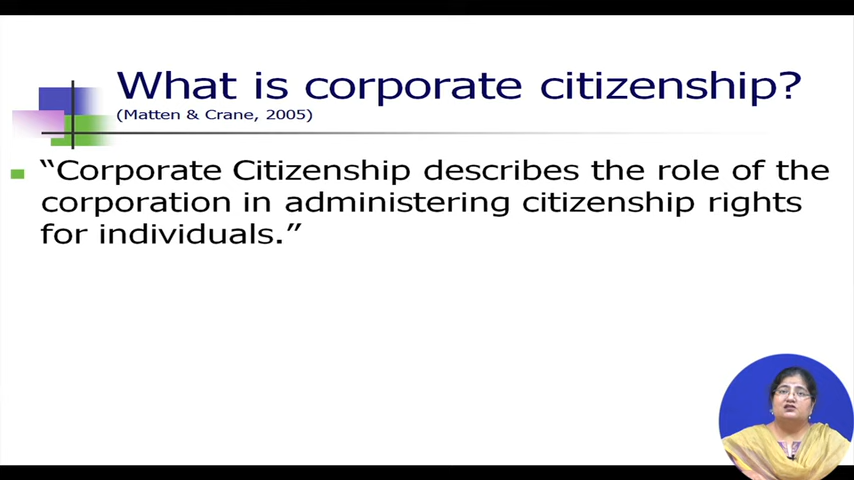 What is corporate citizenship?
(Matten & Crane, 2005)
“Corporate Citizenship describes the role of the
corporation in administering citizenship rights
for individuals.”